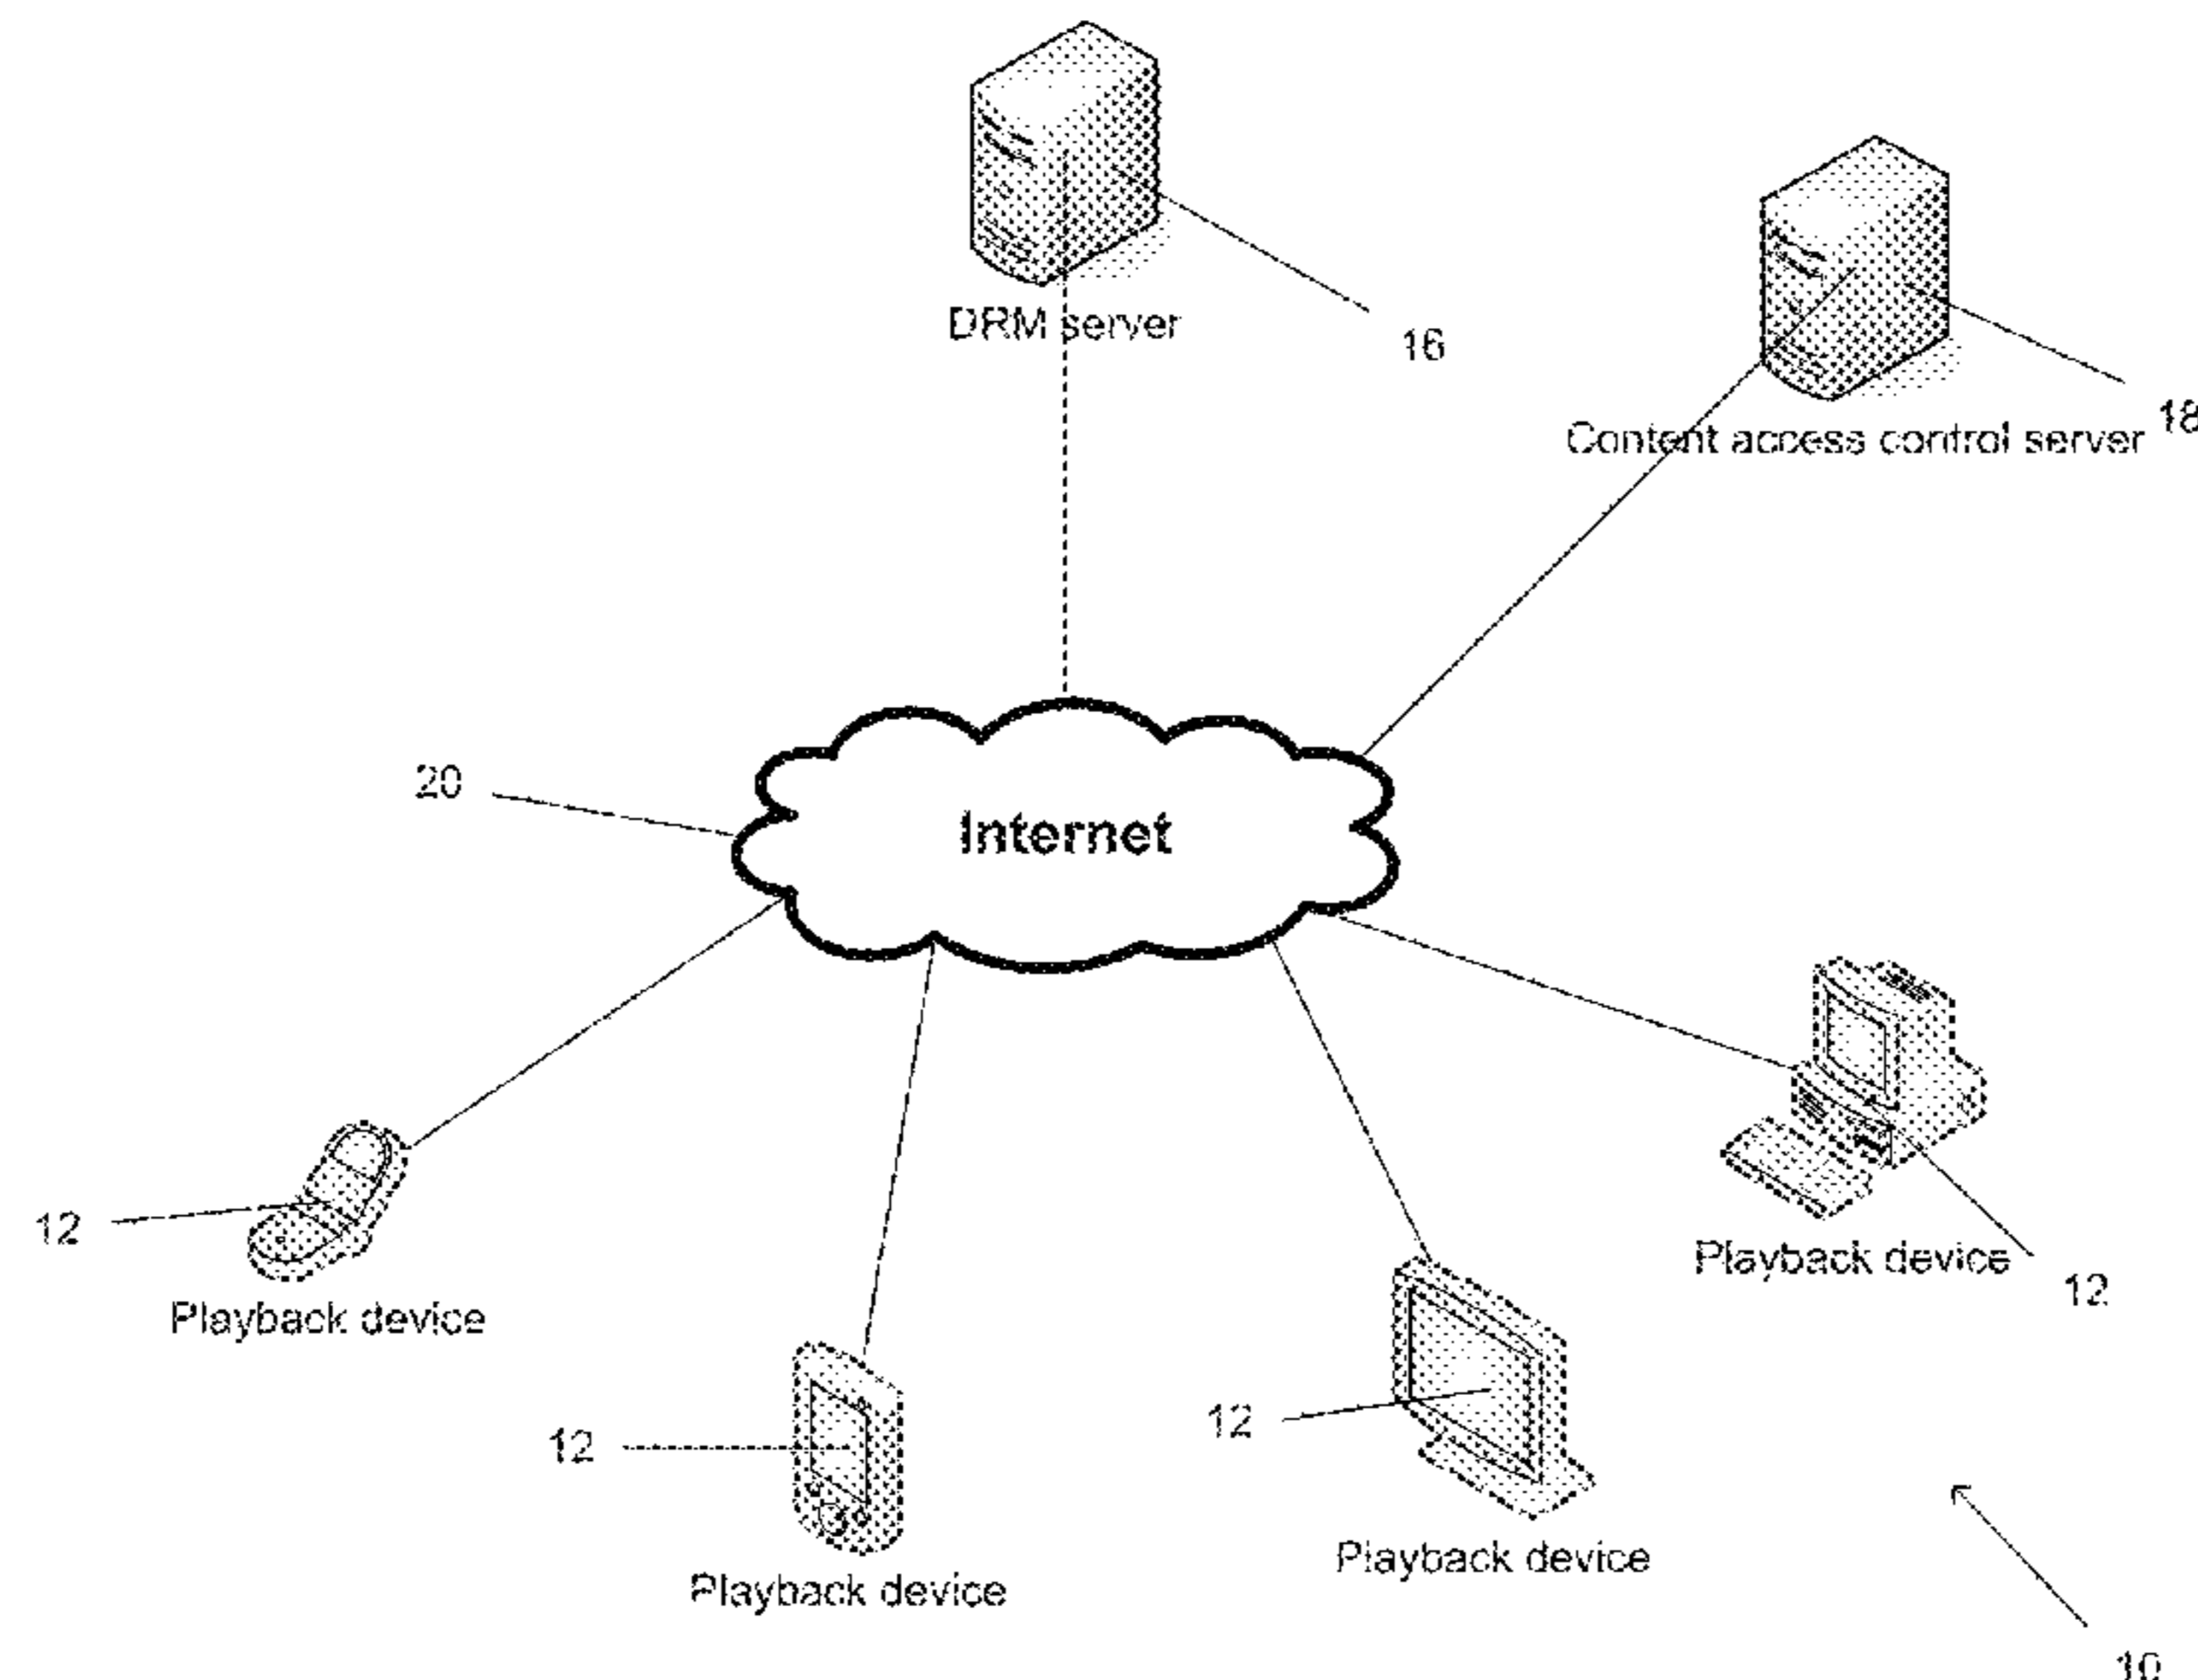 DRM server
16
18
Content access control server
20
Internet
12
Playback device
12
Playback device
12
Playback device
Playback device
12
10